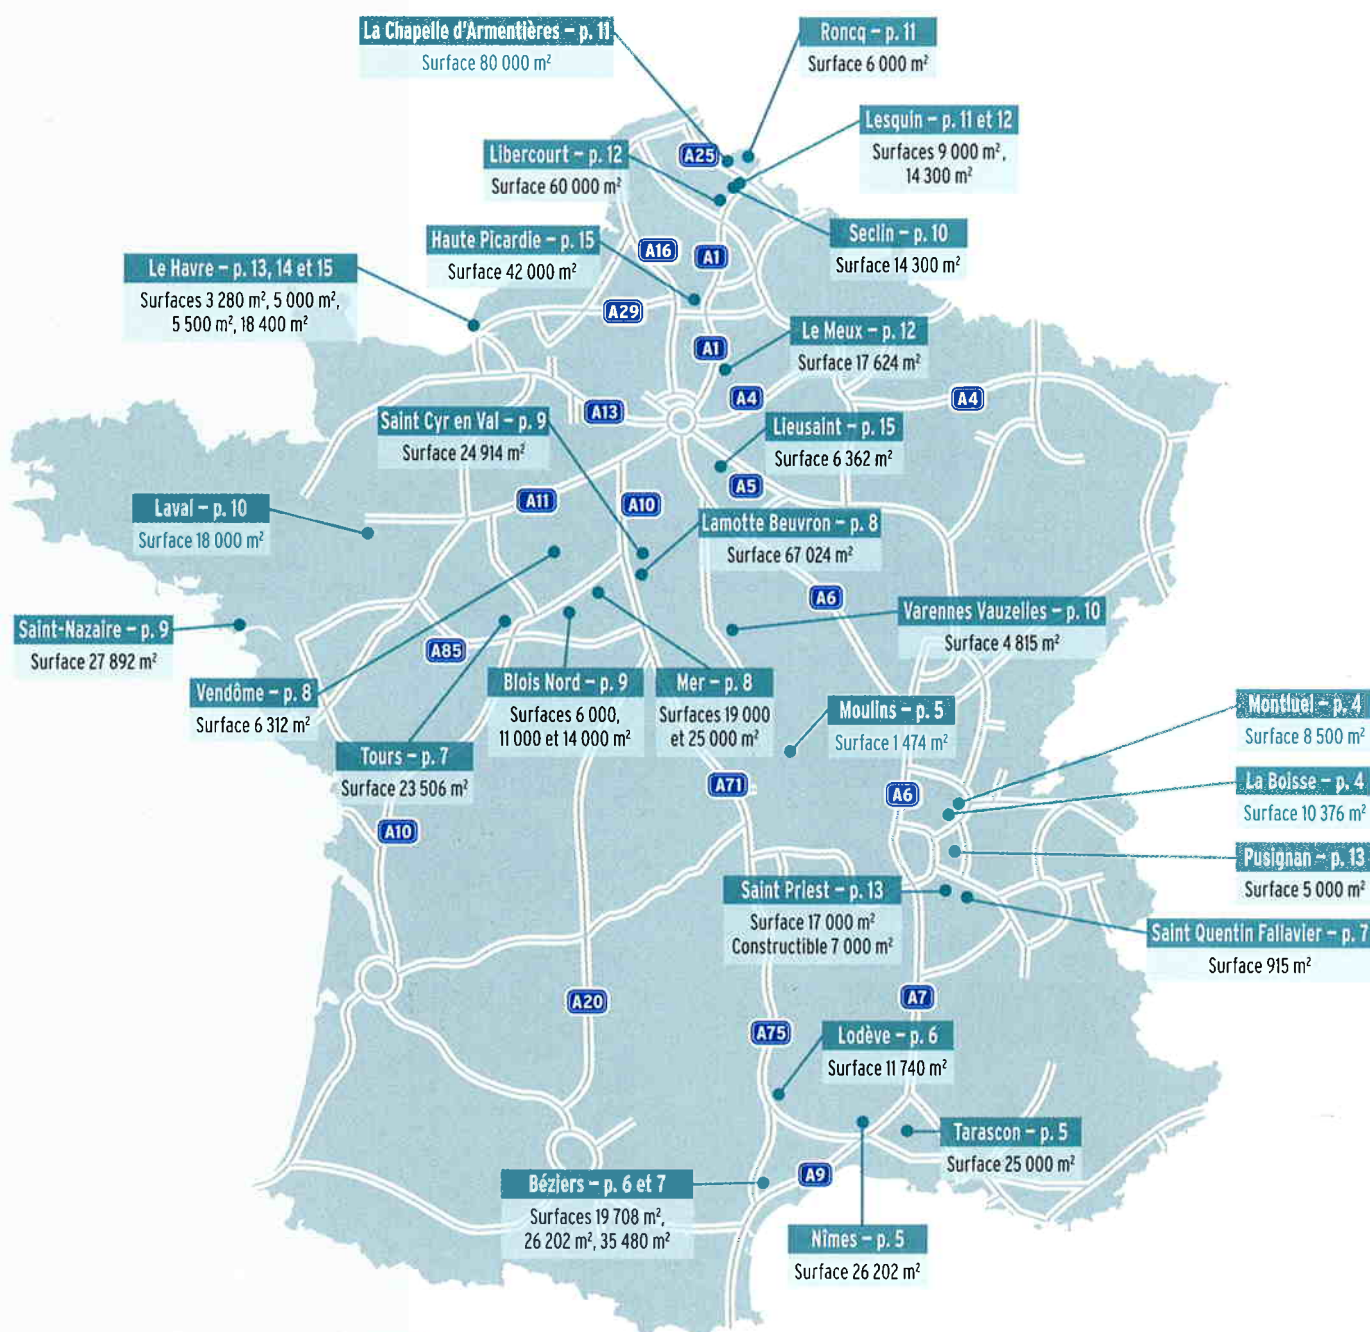 La Chapelle d'Armentières – p. 11
Surface 80 000 m²
Roncq – p. 11
Surface 6 000 m²
Lesquin – p. 11 et 12
Surfaces 9 000 m²,
14 300 m²
Libercourt – p. 12
Surface 60 000 m²
A25
Seclin – p. 10
Surface 14 300 m²
Haute Picardie – p. 15
Surface 42 000 m²
A16
A1
Le Havre – p. 13, 14 et 15
Surfaces 3 280 m², 5 000 m²,
5 500 m², 18 400 m²
A29
A1
Le Meux – p. 12
Surface 17 624 m²
A13
A4
A4
Saint Cyr en Val – p. 9
Surface 24 914 m²
Lieusaint – p. 15
Surface 6 362 m²
A5
A11
A10
Laval – p. 10
Surface 18 000 m²
Lamotte Beuvron – p. 8
Surface 67 024 m²
A6
Varennes Vauzelles – p. 10
Surface 4 815 m²
Saint-Nazaire – p. 9
Surface 27 892 m²
A85
Vendôme – p. 8
Surface 6 312 m²
Blois Nord – p. 9
Surfaces 6 000,
11 000 et 14 000 m²
Mer – p. 8
Surfaces 19 000
et 25 000 m²
Moulins – p. 5
Surface 1 474 m²
Montluel – p. 4
Surface 8 500 m²
Tours – p. 7
Surface 23 506 m²
A71
A6
La Boisse – p. 4
Surface 10 376 m²
A10
Pusignan – p. 13
Surface 5 000 m²
Saint Priest – p. 13
Surface 17 000 m²
Constructible 7 000 m²
Saint Quentin Fallavier – p. 7
Surface 915 m²
A20
A7
A75
Lodève – p. 6
Surface 11 740 m²
Tarascon – p. 5
Surface 25 000 m²
A9
Béziers – p. 6 et 7
Surfaces 19 708 m²,
26 202 m², 35 480 m²
Nîmes – p. 5
Surface 26 202 m²